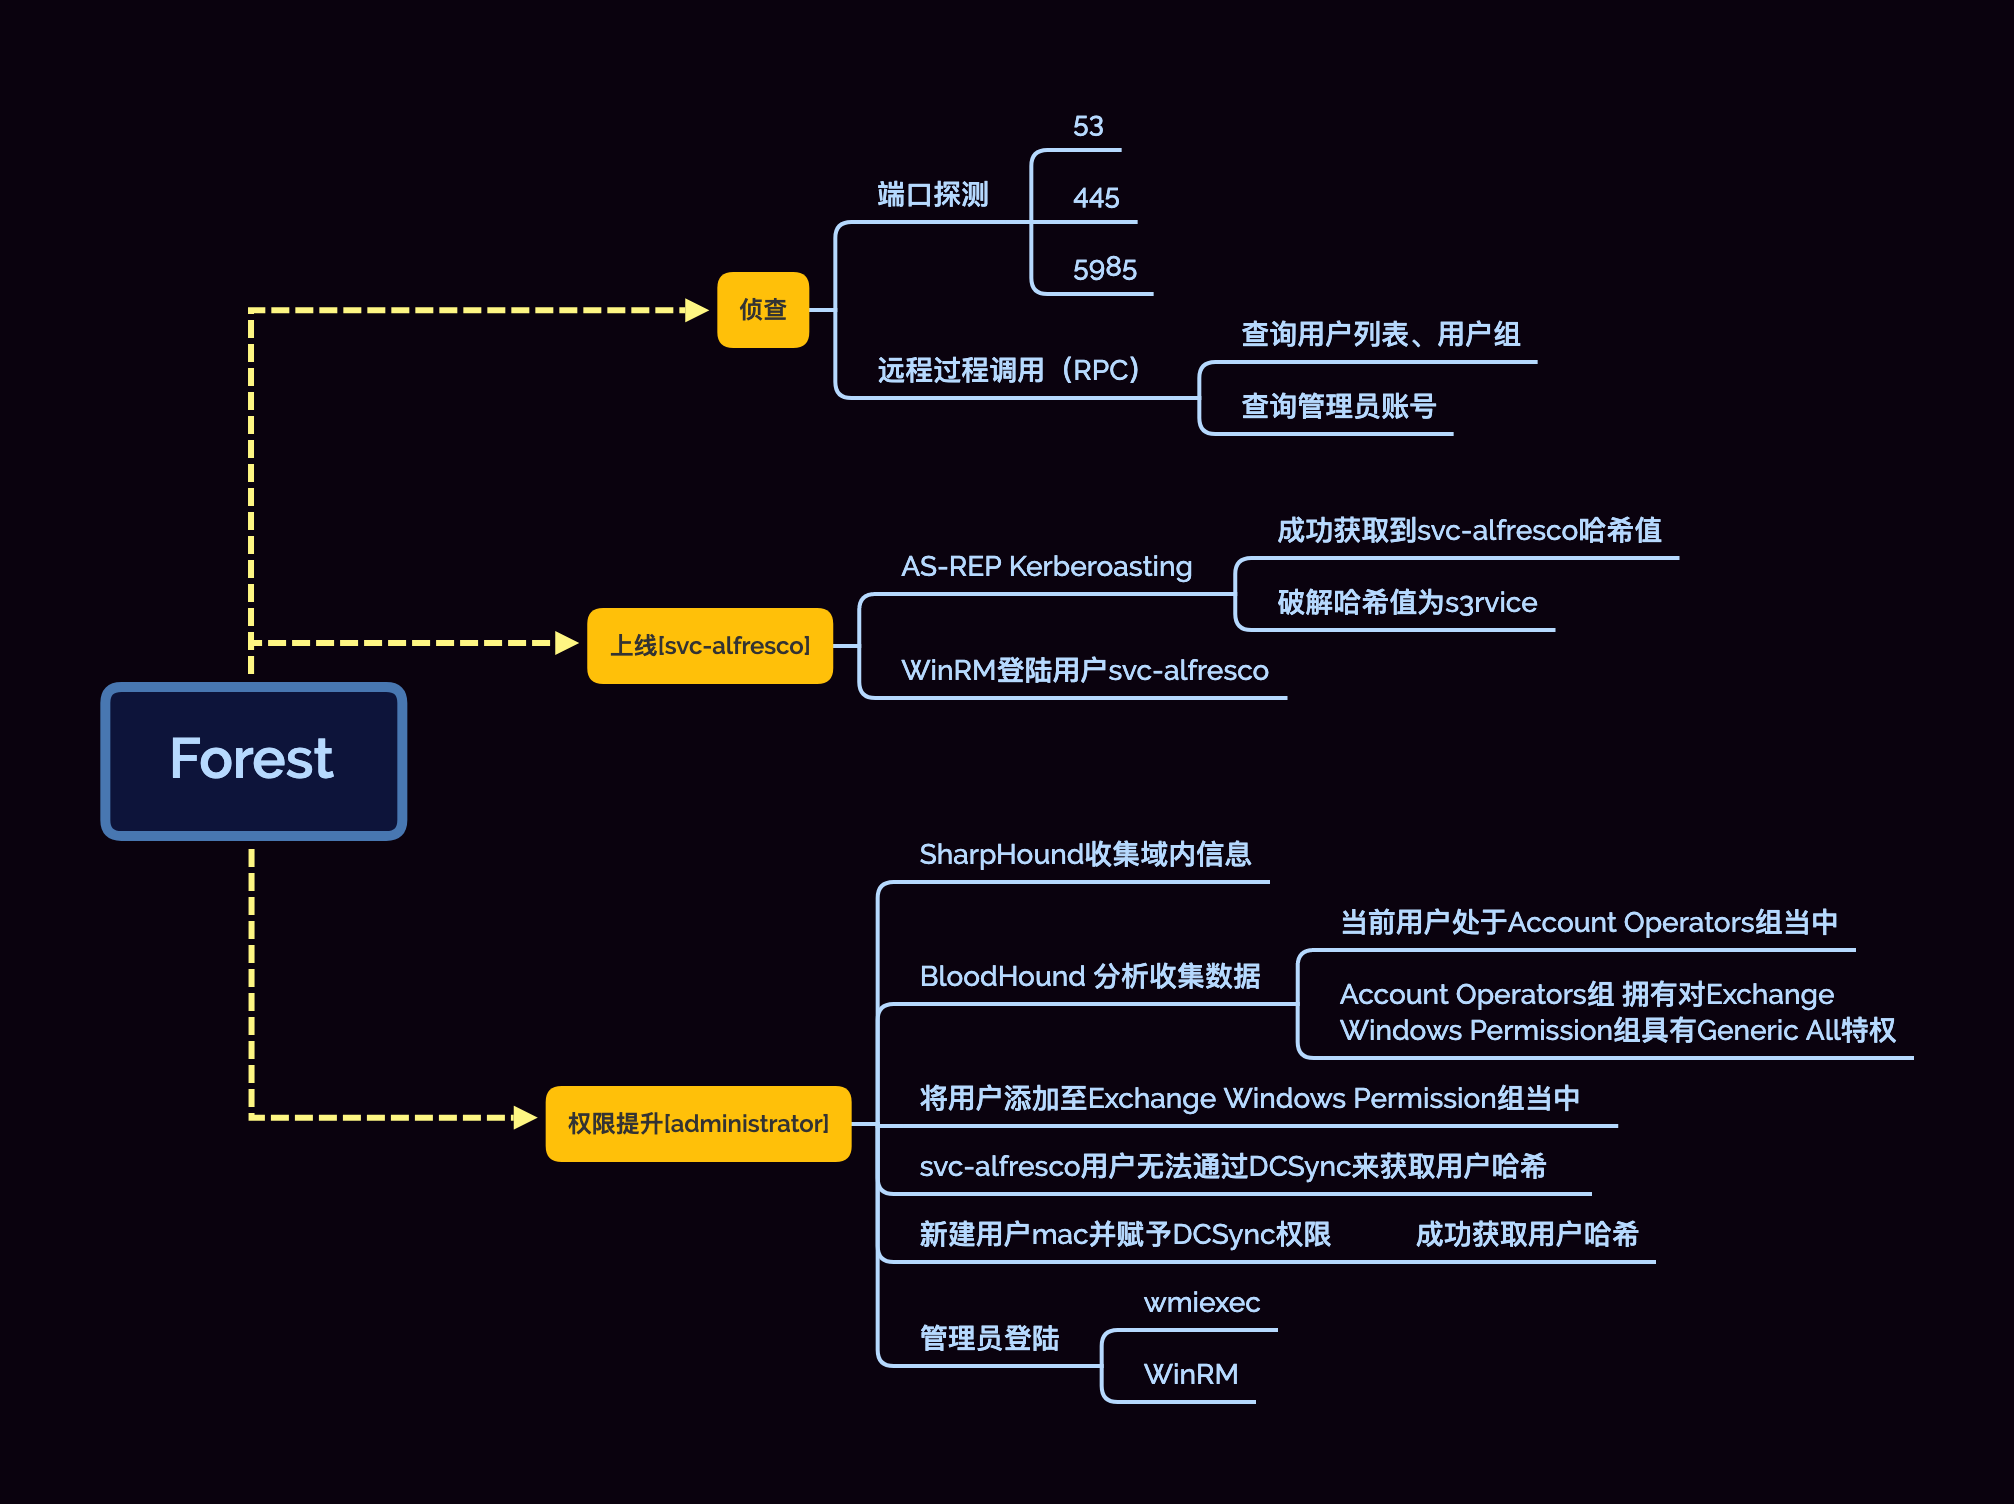 Forest
侦查
端口探测
53
445
5985
远程过程调用（RPC）
查询用户列表、用户组
查询管理员账号
上线[svc-alfresco]
AS-REP Kerberoasting
成功获取到svc-alfresco哈希值
破解哈希值为s3rvice
WinRM登陆用户svc-alfresco
权限提升[administrator]
SharpHound收集域内信息
BloodHound 分析收集数据
当前用户处于Account Operators组当中
Account Operators组 拥有对Exchange
Windows Permission组具有Generic All特权
将用户添加至Exchange Windows Permission组当中
svc-alfresco用户无法通过DCSync来获取用户哈希
新建用户mac并赋予DCSync权限
成功获取用户哈希
管理员登陆
wmiexec
WinRM